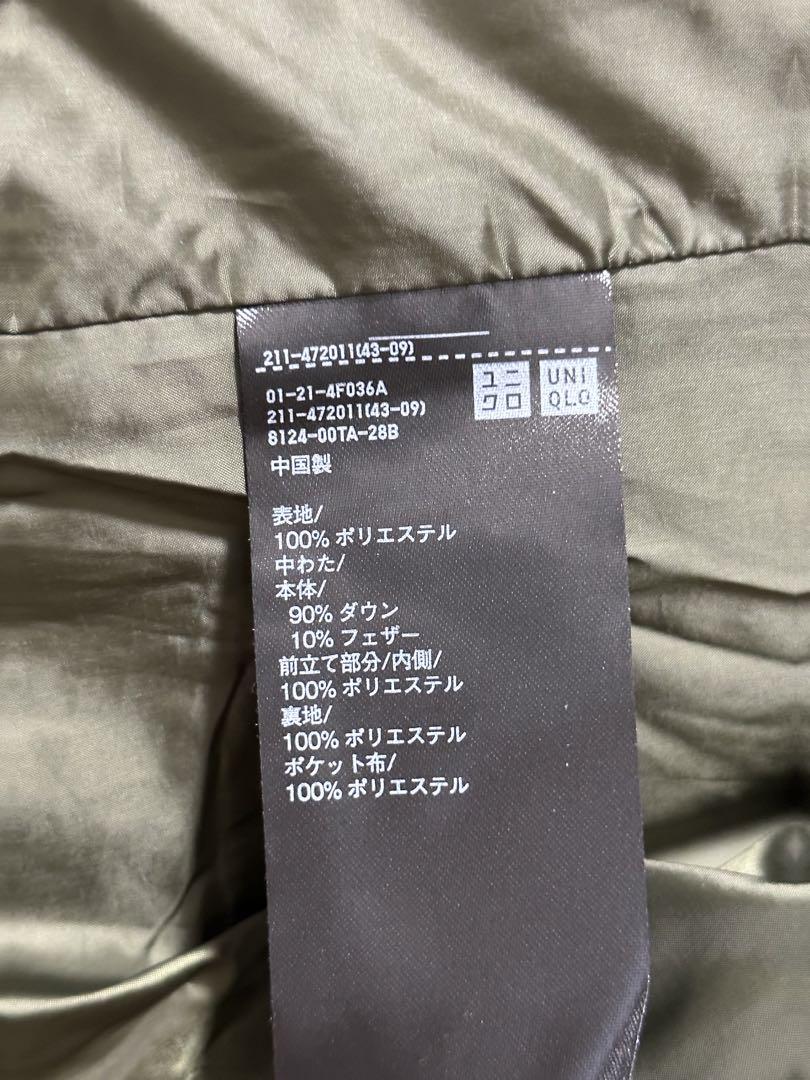 211-472011(43-09)
ユニ
クロ
UNI
QLO
01-21-4F036A
211-472011(43-09)
8124-00TA-28B
中国製
表地/
100% ポリエステル
中わた/
本体/
90% ダウン
10% フェザー
前立て部分/内側/
100% ポリエステル
裏地/
100% ポリエステル
ポケット布/
100% ポリエステル